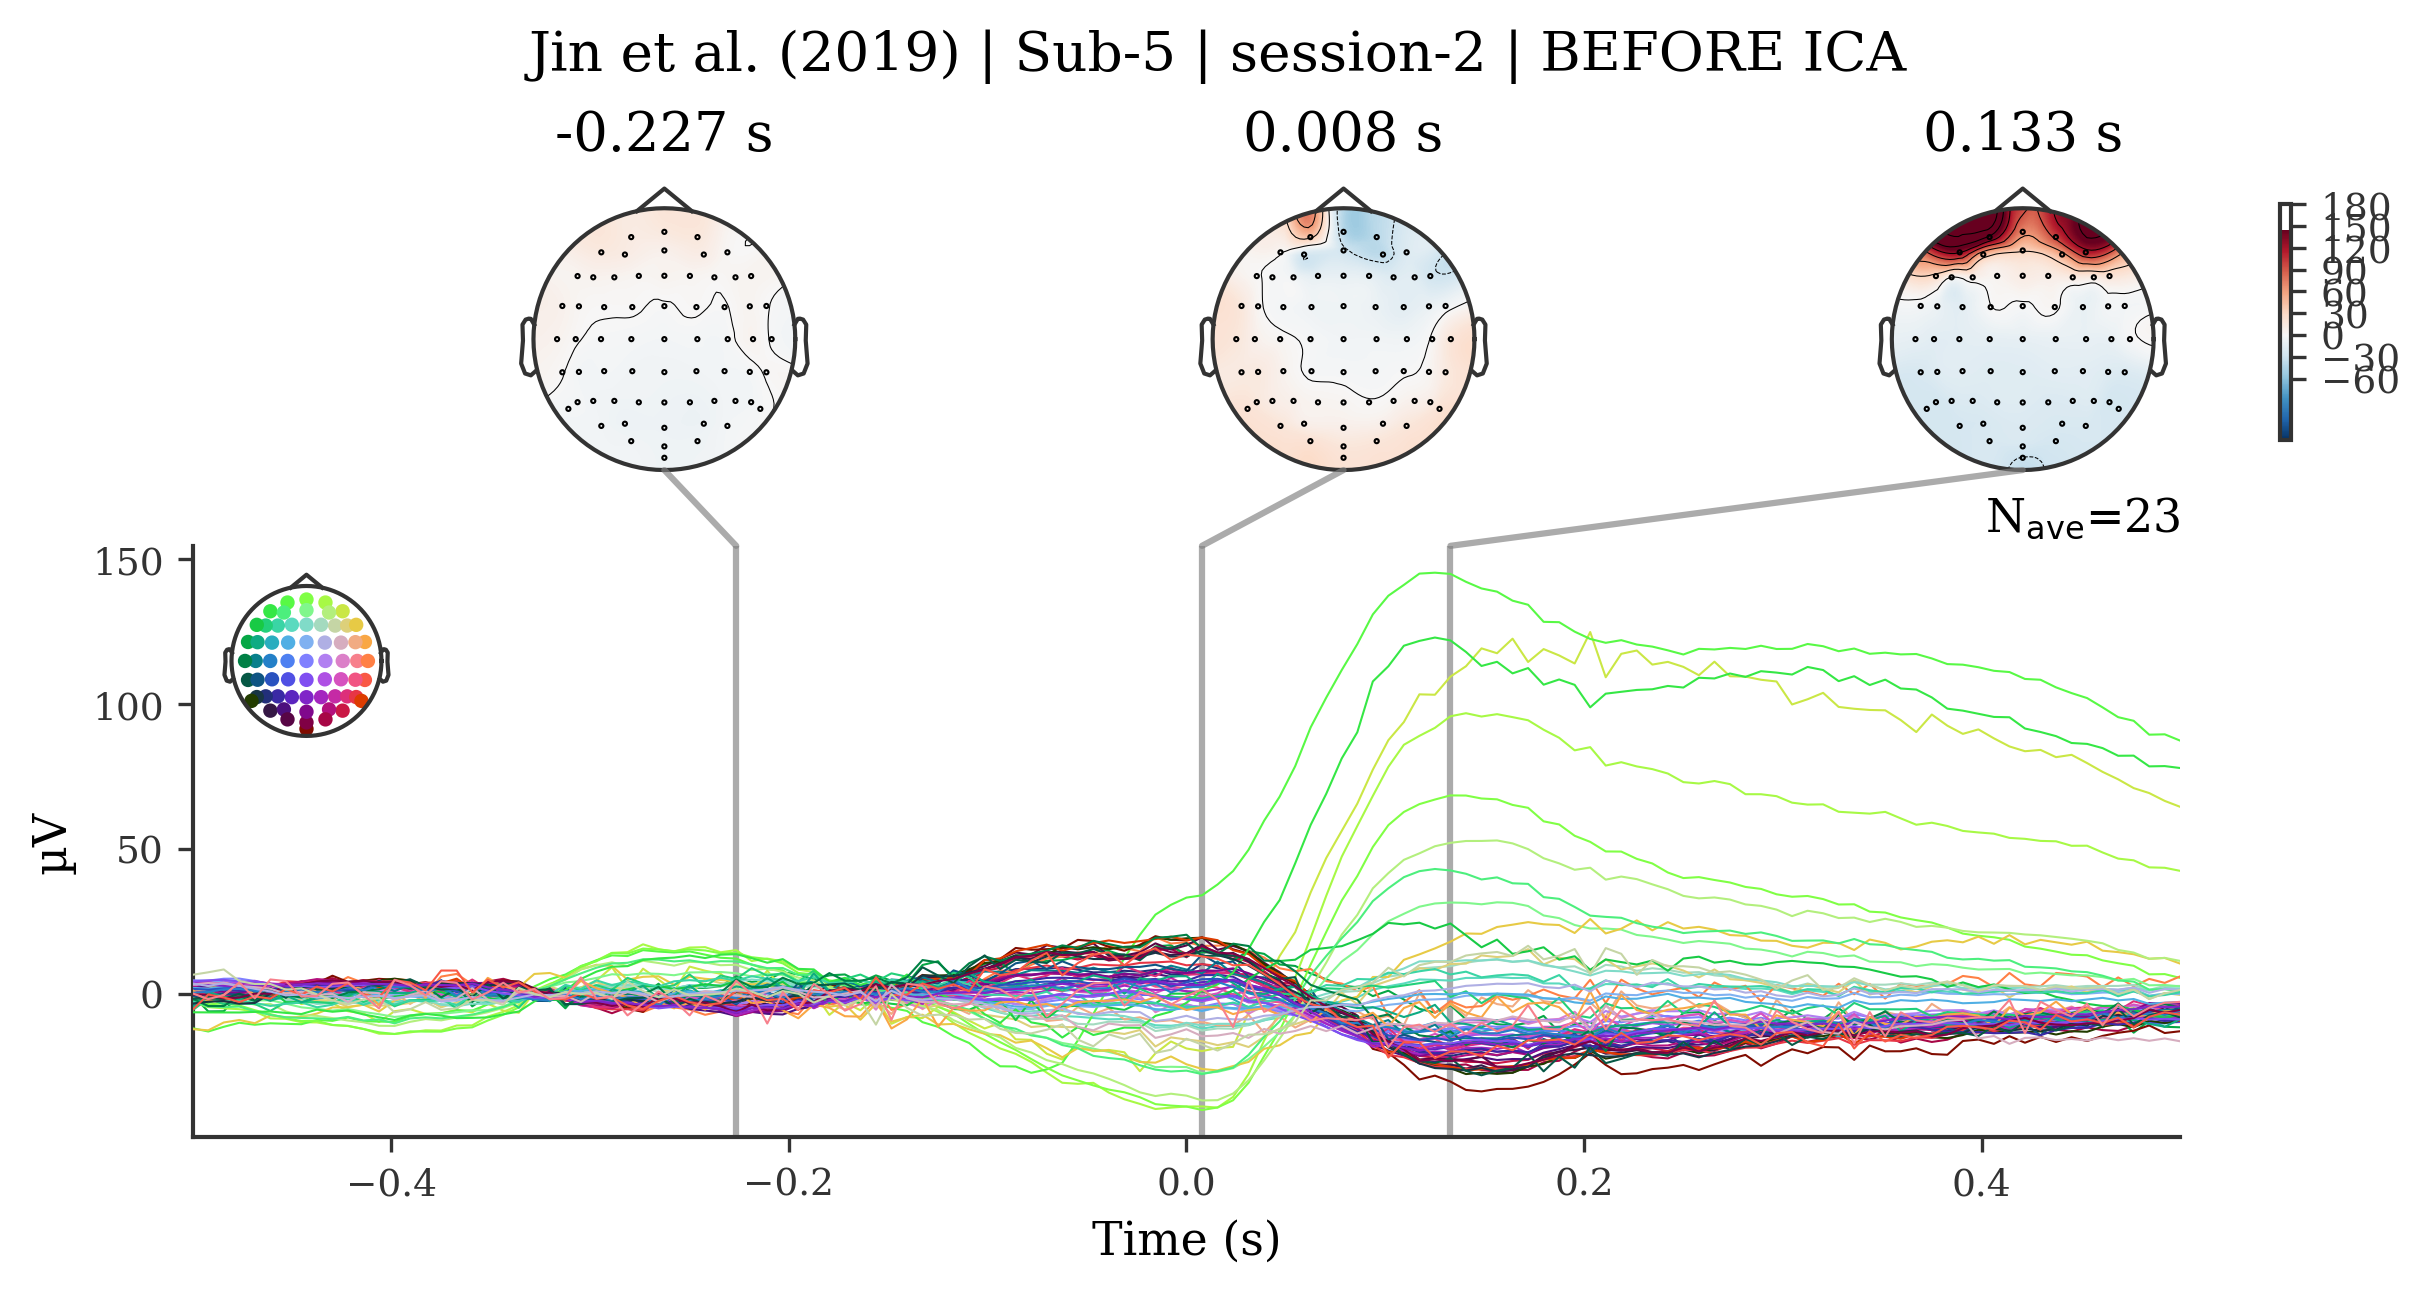 Jin et al. (2019) | Sub-5 | session-2 | BEFORE ICA
-0.227 s
0.008 s
0.133 s
180
150
120
90
60
30
0
−30
−60
Nave=23
150
100
50
0
µV
−0.4
−0.2
0.0
0.2
0.4
Time (s)